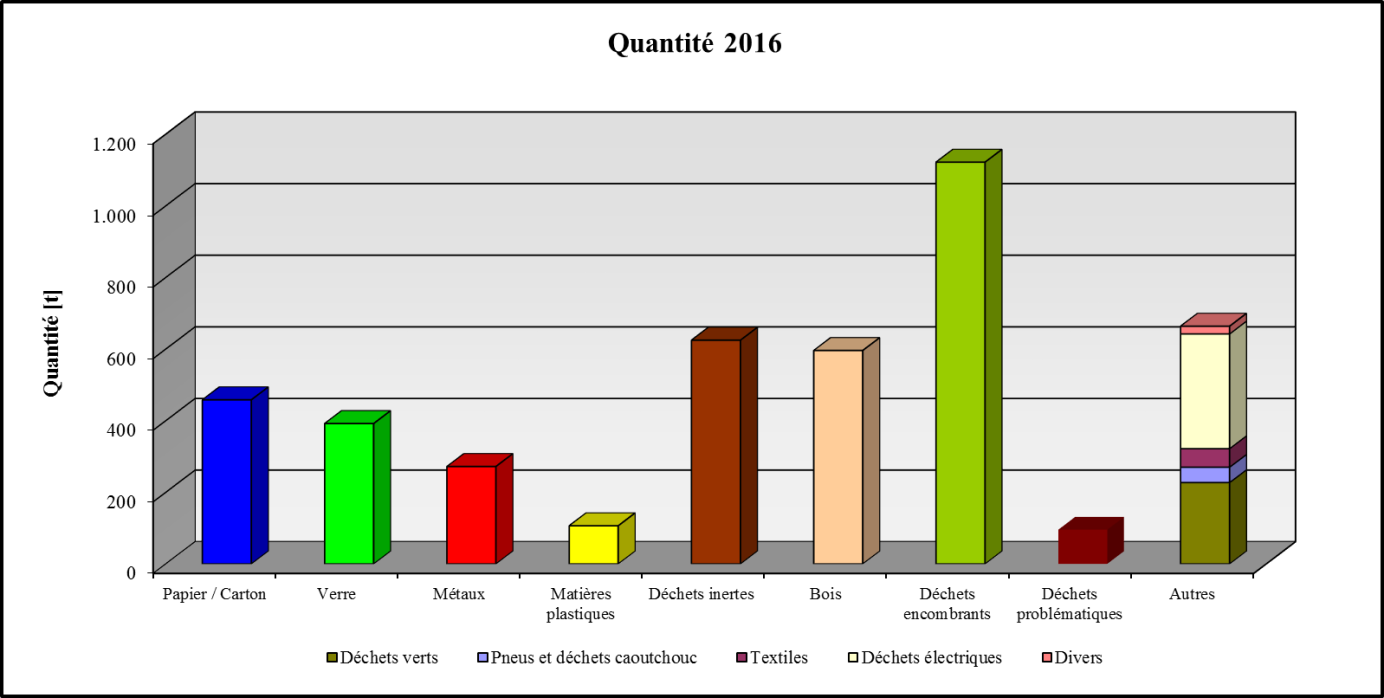 Quantité 2016
Quantité [t]
1.200
1.000
800
600
400
200
0
Papier / Carton
Verre
Métaux
Matières
plastiques
Déchets inertes
Bois
Déchets
encombrants
Déchets
problématiques
Autres
Déchets verts
Pneus et déchets caoutchouc
Textiles
Déchets électriques
Divers